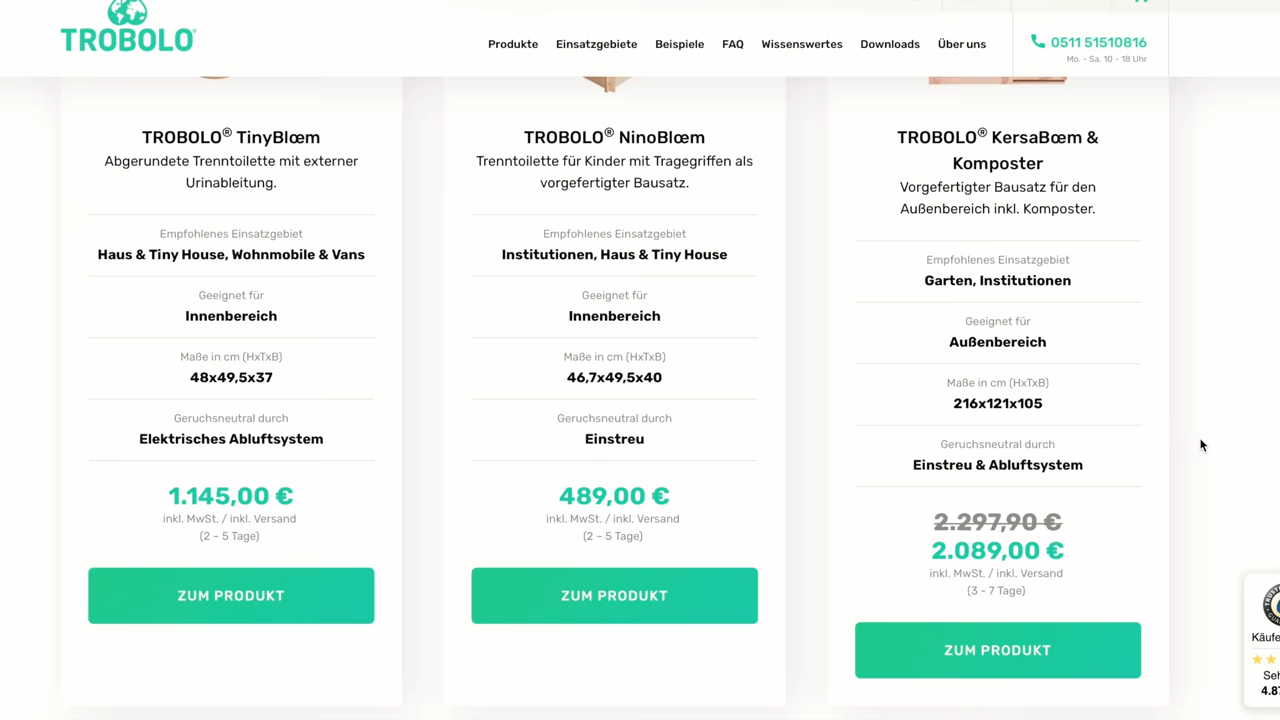 TROBOLO®
Produkte Einsatzgebiete Beispiele FAQ Wissenswertes Downloads Über uns
0511 51510816
Mo. - Sa. 10 - 18 Uhr
TROBOLO® TinyBlœm
Abgerundete Trenntoilette mit externer
Urinableitung.
Empfohlenes Einsatzgebiet
Haus & Tiny House, Wohnmobile & Vans
Geeignet für
Innenbereich
Maße in cm (HxTxB)
48x49,5x37
Geruchsneutral durch
Elektrisches Abluftsystem
1.145,00 €
inkl. MwSt. / inkl. Versand
(2 – 5 Tage)
ZUM PRODUKT
TROBOLO® NinoBlœm
Trenntoilette für Kinder mit Tragegriffen als
vorgefertigter Bausatz.
Empfohlenes Einsatzgebiet
Institutionen, Haus & Tiny House
Geeignet für
Innenbereich
Maße in cm (HxTxB)
46,7x49,5x40
Geruchsneutral durch
Einstreu
489,00 €
inkl. MwSt. / inkl. Versand
(2 – 5 Tage)
ZUM PRODUKT
TROBOLO® KersaBœm &
Komposter
Vorgefertigter Bausatz für den
Außenbereich inkl. Komposter.
Empfohlenes Einsatzgebiet
Garten, Institutionen
Geeignet für
Außenbereich
Maße in cm (HxTxB)
216x121x105
Geruchsneutral durch
Einstreu & Abluftsystem
2.297,90 €
2.089,00 €
inkl. MwSt. / inkl. Versand
(3 - 7 Tage)
ZUM PRODUKT
Käufe
Seh
4.87